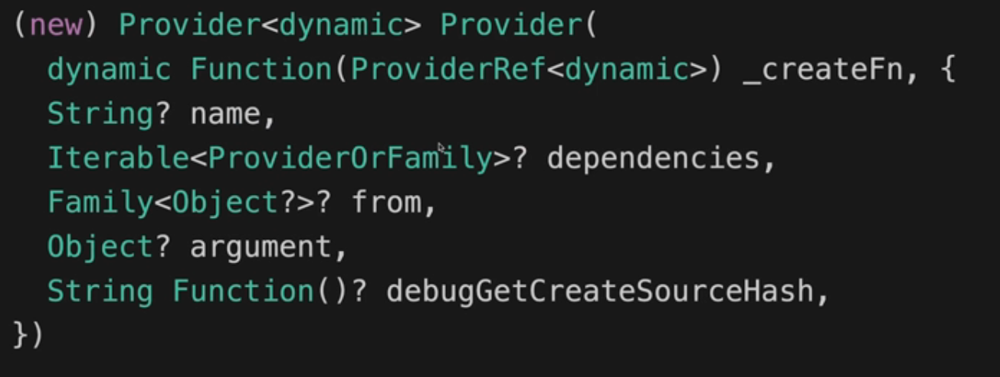 (new) Provider<dynamic> Provider(
  dynamic Function(ProviderRef<dynamic>) _createFn, {
  String? name,
  Iterable<ProviderOrFamily>? dependencies,
  Family<Object?>? from,
  Object? argument,
  String Function()? debugGetCreateSourceHash,
})